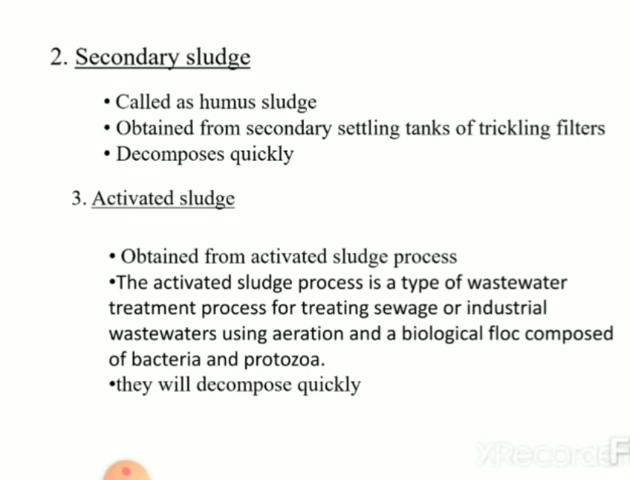 2. Secondary sludge
• Called as humus sludge
• Obtained from secondary settling tanks of trickling filters
• Decomposes quickly
3. Activated sludge
• Obtained from activated sludge process
•The activated sludge process is a type of wastewater
treatment process for treating sewage or industrial
wastewaters using aeration and a biological floc composed
of bacteria and protozoa.
•they will decompose quickly
XRecorder